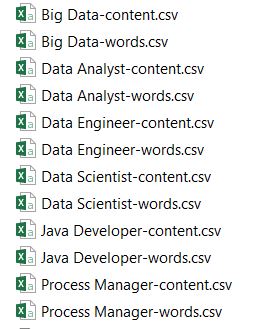 Big Data-content.csv
Big Data-words.csv
Data Analyst-content.csv
Data Analyst-words.csv
Data Engineer-content.csv
Data Engineer-words.csv
Data Scientist-content.csv
Data Scientist-words.csv
Java Developer-content.csv
Java Developer-words.csv
Process Manager-content.csv
Process Manager-words.csv